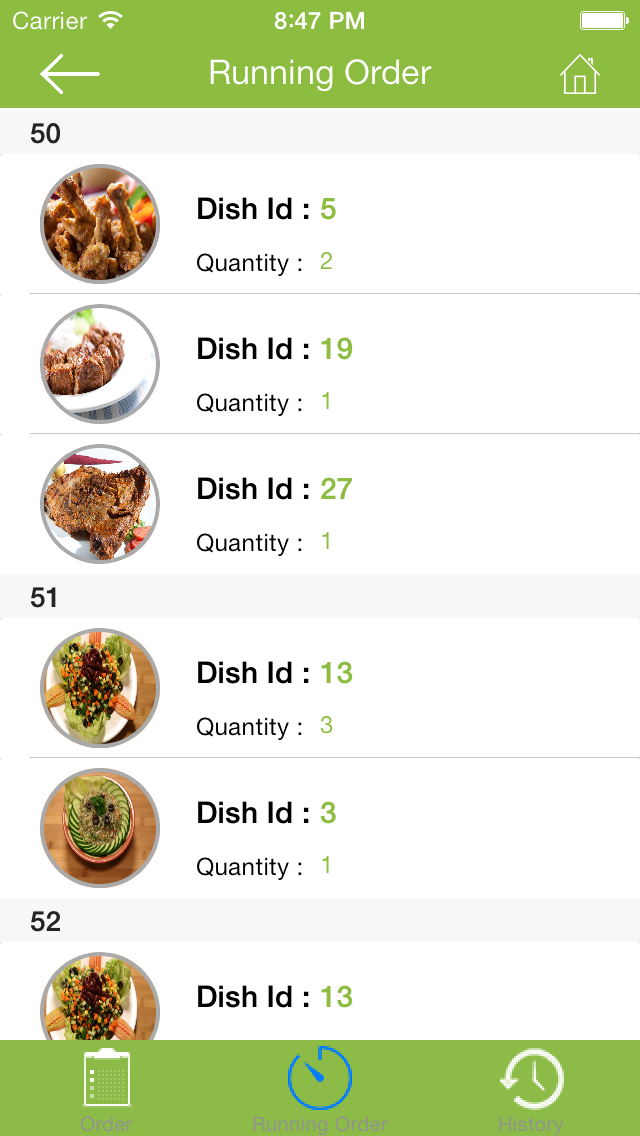 Carrier 8:47 PM
Running Order
50
Dish Id : 5
Quantity : 2
Dish Id : 19
Quantity : 1
Dish Id : 27
Quantity : 1
51
Dish Id : 13
Quantity : 3
Dish Id : 3
Quantity : 1
52
Dish Id : 13
Order Running Order History